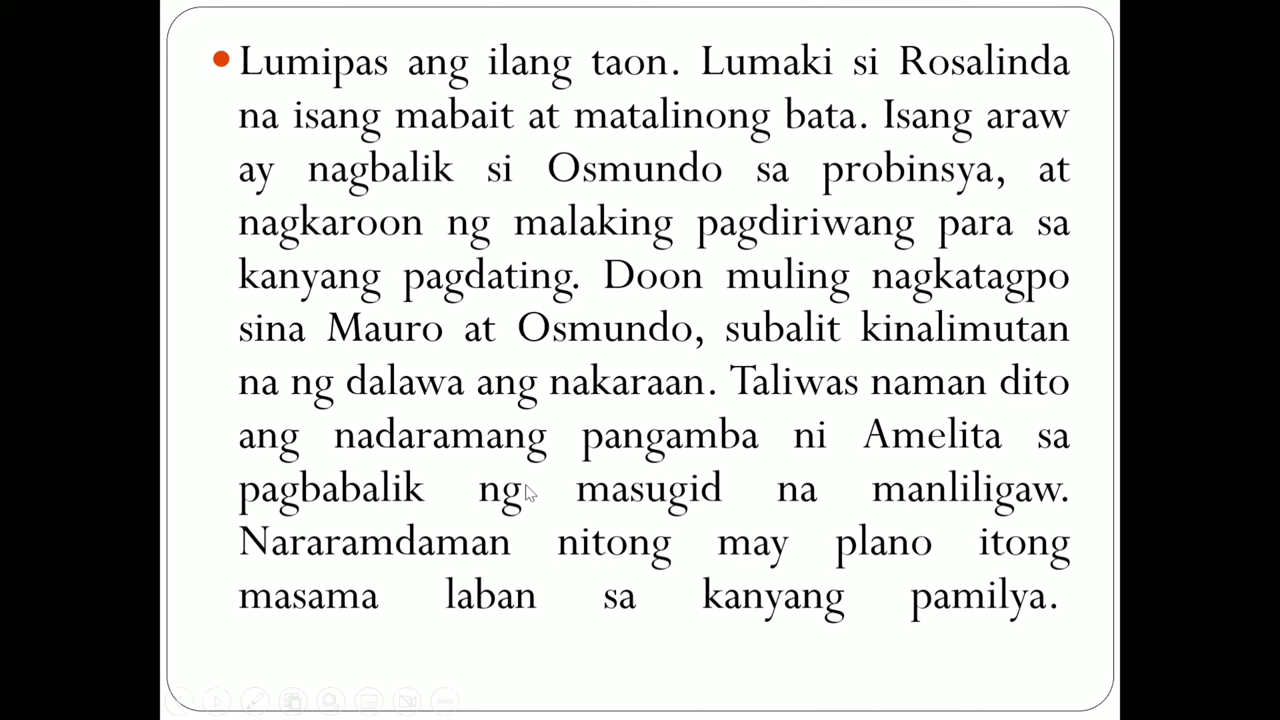 Lumipas ang ilang taon. Lumaki si Rosalinda
na isang mabait at matalinong bata. Isang araw
ay nagbalik si Osmundo sa probinsya, at
nagkaroon ng malaking pagdiriwang para sa
kanyang pagdating. Doon muling nagkatagpo
sina Mauro at Osmundo, subalit kinalimutan
na ng dalawa ang nakaraan. Taliwas naman dito
ang nadaramang pangamba ni Amelita sa
pagbabalik ng masugid na manliligaw.
Nararamdaman nitong may plano itong
masama laban sa kanyang pamilya.